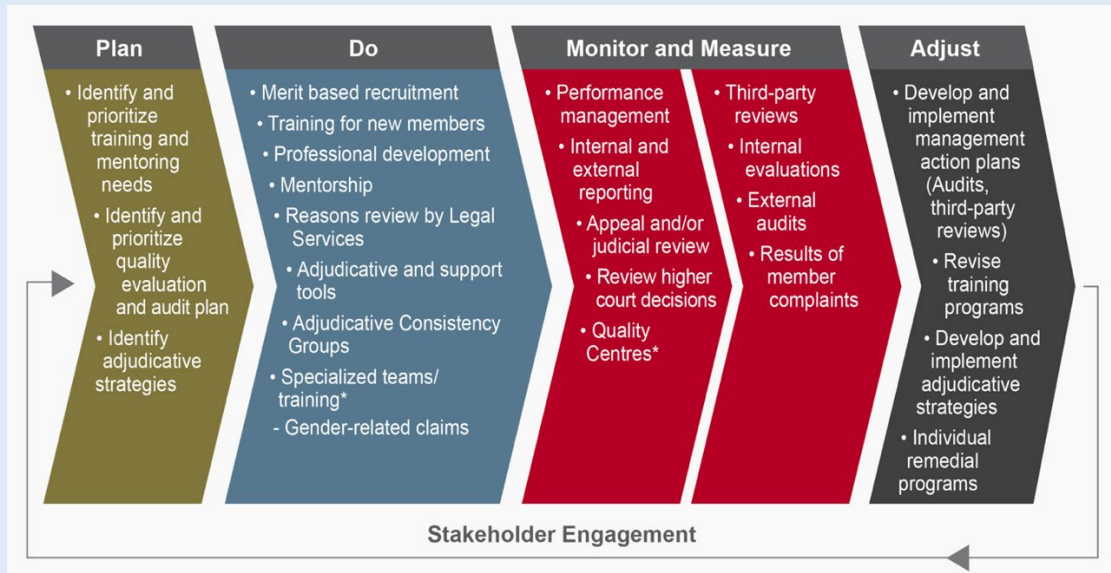 Plan
• Identify and
prioritize
training and
mentoring
needs
• Identify and
prioritize
quality
evaluation
and audit plan
• Identify
adjudicative
strategies
Do
• Merit based recruitment
• Training for new members
• Professional development
• Mentorship
• Reasons review by Legal
Services
• Adjudicative and support
tools
• Adjudicative Consistency
Groups
• Specialized teams/
training*
- Gender-related claims
Monitor and Measure
• Performance
management
• Internal and
external
reporting
• Appeal and/or
judicial review
• Review higher
court decisions
• Quality
Centres*
• Third-party
reviews
• Internal
evaluations
• External
audits
• Results of
member
complaints
Adjust
• Develop and
implement
management
action plans
(Audits,
third-party
reviews)
• Revise
training
programs
• Develop and
implement
adjudicative
strategies
• Individual
remedial
programs
Stakeholder Engagement